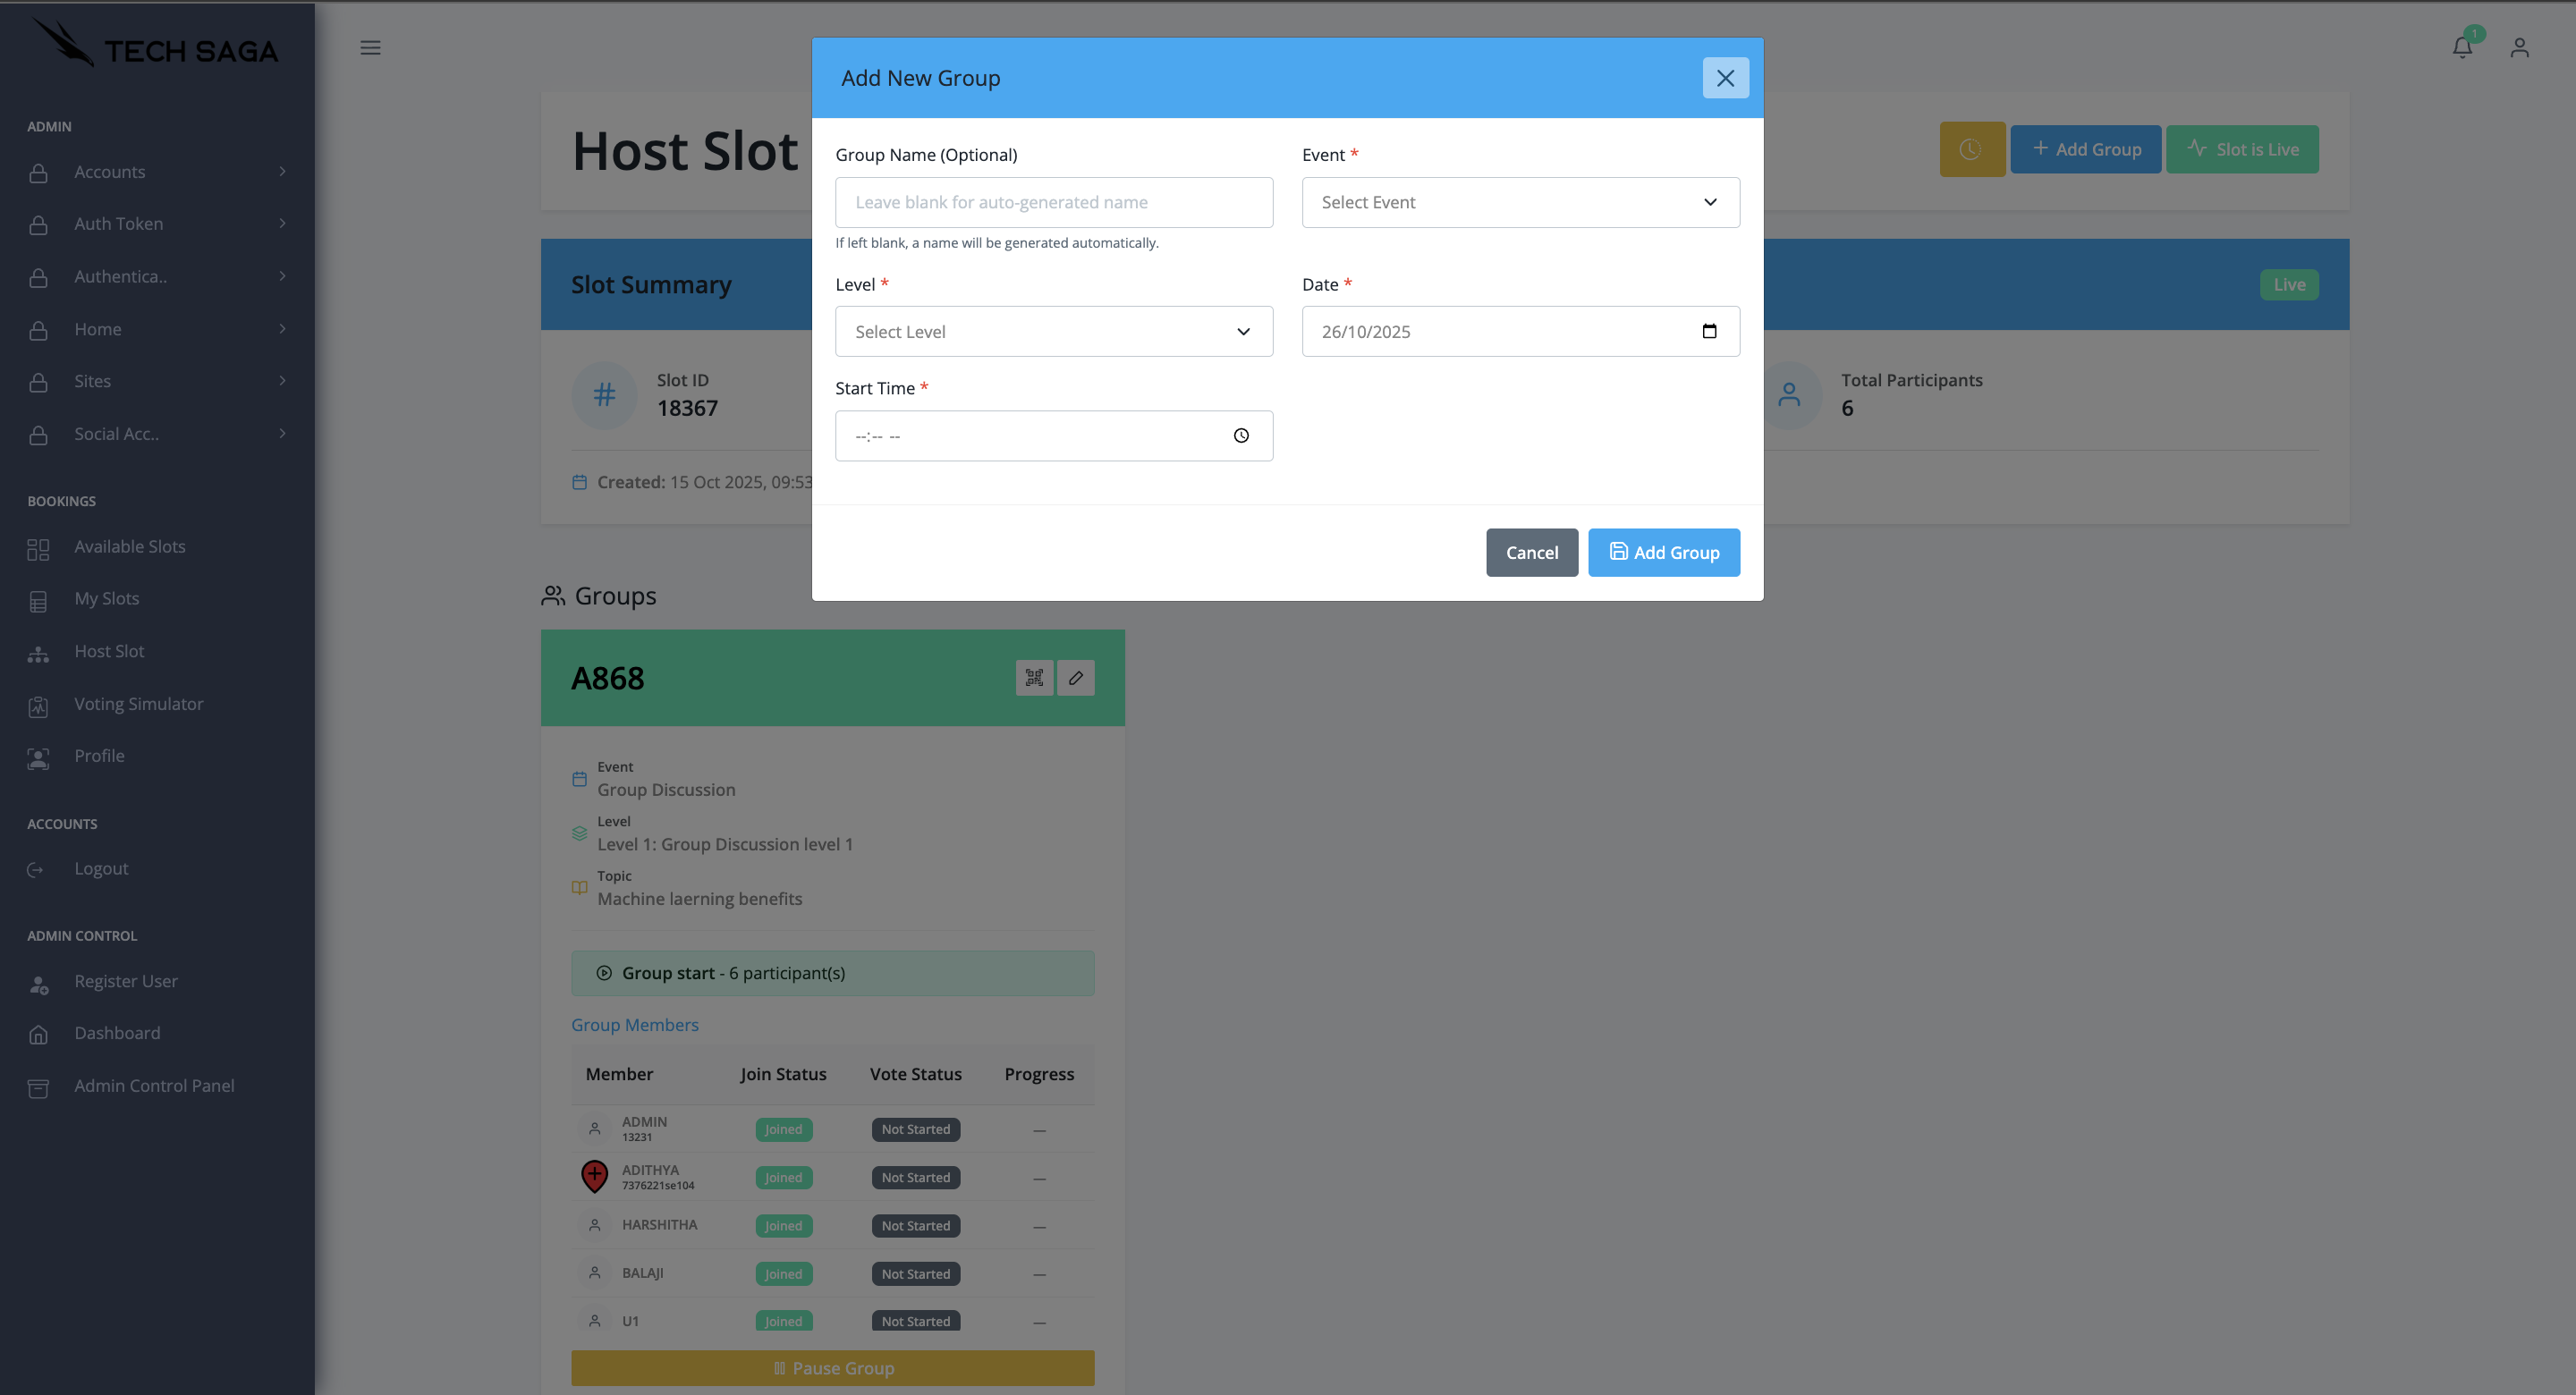 TECH SAGA
ADMIN
Accounts
Auth Token
Authentica..
Home
Sites
Social Acc..
BOOKINGS
Available Slots
My Slots
Host Slot
Voting Simulator
Profile
ACCOUNTS
Logout
ADMIN CONTROL
Register User
Dashboard
Admin Control Panel
1
Host Slot
Add Group
Slot is Live
Slot Summary
Live
Slot ID
18367
Total Participants
6
Created: 15 Oct 2025, 09:53
Add New Group
Group Name (Optional)
Leave blank for auto-generated name
If left blank, a name will be generated automatically.
Event *
Select Event
Level *
Select Level
Date *
26/10/2025
Start Time *
--:-- --
Cancel
Add Group
Groups
A868
Event
Group Discussion
Level
Level 1: Group Discussion level 1
Topic
Machine laerning benefits
Group start - 6 participant(s)
Group Members
Member Join Status Vote Status Progress
ADMIN
13231
Joined Not Started —
ADITHYA
7376221se104
Joined Not Started —
HARSHITHA Joined Not Started —
BALAJI Joined Not Started —
U1 Joined Not Started —
Pause Group